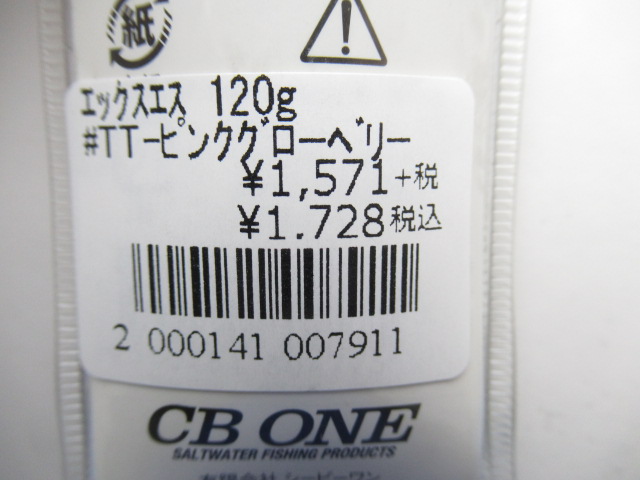 紙
エックスエス 120g
#TT-ピンクグローベリー
¥1,571+税
¥1.728税込
2 000141 007911
CB ONE
SALTWATER FISHING PRODUCTS